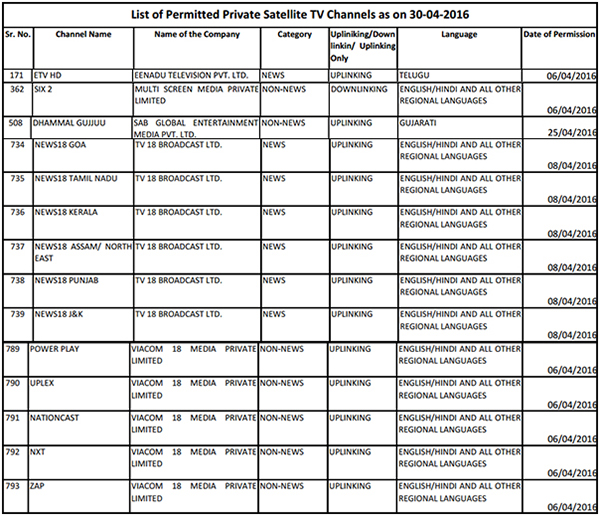 List of Permitted Private Satellite TV Channels as on 30-04-2016
Sr. No. Channel Name Name of the Company Category Upliniking/Down linkin/ Uplinking Only Language Date of Permission
171 ETV HD EENADU TELEVISION PVT. LTD. NEWS UPLINKING TELUGU 06/04/2016
362 SIX 2 MULTI SCREEN MEDIA PRIVATE LIMITED NON-NEWS DOWNLINKING ENGLISH/HINDI AND ALL OTHER REGIONAL LANGUAGES 06/04/2016
508 DHAMMAL GUJJUU SAB GLOBAL ENTERTAINMENT MEDIA PVT. LTD. NON-NEWS UPLINKING GUJARATI 25/04/2016
734 NEWS18 GOA TV 18 BROADCAST LTD. NEWS UPLINKING ENGLISH/HINDI AND ALL OTHER REGIONAL LANGUAGES 08/04/2016
735 NEWS18 TAMIL NADU TV 18 BROADCAST LTD. NEWS UPLINKING ENGLISH/HINDI AND ALL OTHER REGIONAL LANGUAGES 08/04/2016
736 NEWS18 KERALA TV 18 BROADCAST LTD. NEWS UPLINKING ENGLISH/HINDI AND ALL OTHER REGIONAL LANGUAGES 08/04/2016
737 NEWS18 ASSAM/ NORTH EAST TV 18 BROADCAST LTD. NEWS UPLINKING ENGLISH/HINDI AND ALL OTHER REGIONAL LANGUAGES 08/04/2016
738 NEWS18 PUNJAB TV 18 BROADCAST LTD. NEWS UPLINKING ENGLISH/HINDI AND ALL OTHER REGIONAL LANGUAGES 08/04/2016
739 NEWS18 J&K TV 18 BROADCAST LTD. NEWS UPLINKING ENGLISH/HINDI AND ALL OTHER REGIONAL LANGUAGES 08/04/2016
789 POWER PLAY VIACOM 18 MEDIA PRIVATE LIMITED NON-NEWS UPLINKING ENGLISH/HINDI AND ALL OTHER REGIONAL LANGUAGES 06/04/2016
790 UPLEX VIACOM 18 MEDIA PRIVATE LIMITED NON-NEWS UPLINKING ENGLISH/HINDI AND ALL OTHER REGIONAL LANGUAGES 06/04/2016
791 NATIONCAST VIACOM 18 MEDIA PRIVATE LIMITED NON-NEWS UPLINKING ENGLISH/HINDI AND ALL OTHER REGIONAL LANGUAGES 06/04/2016
792 NXT VIACOM 18 MEDIA PRIVATE LIMITED NON-NEWS UPLINKING ENGLISH/HINDI AND ALL OTHER REGIONAL LANGUAGES 06/04/2016
793 ZAP VIACOM 18 MEDIA PRIVATE LIMITED NON-NEWS UPLINKING ENGLISH/HINDI AND ALL OTHER REGIONAL LANGUAGES 06/04/2016